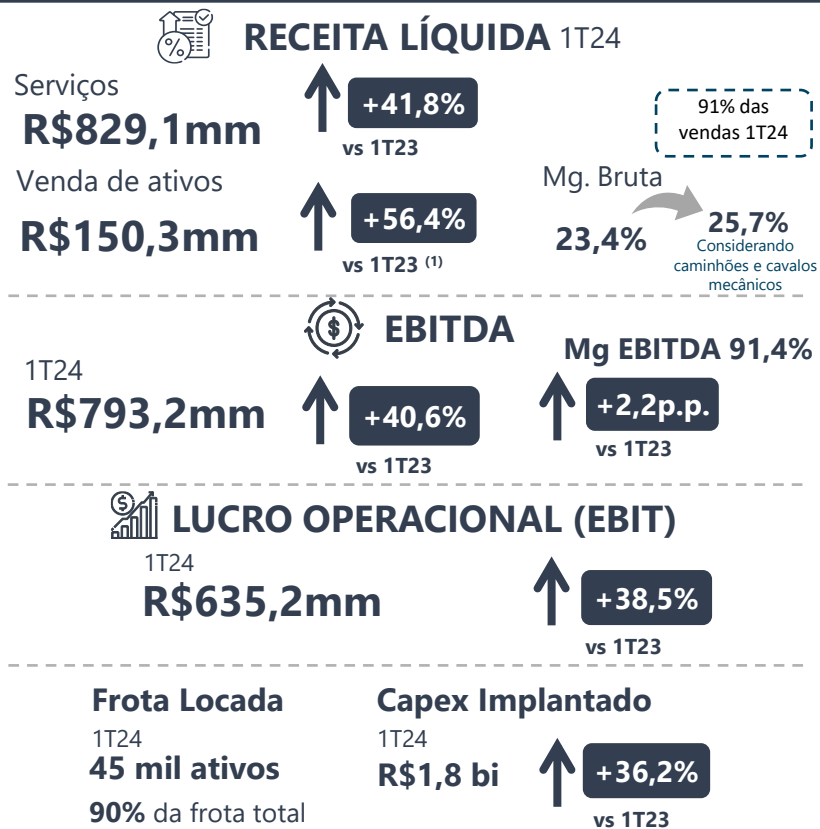 RECEITA LÍQUIDA 1T24
Serviços
R$829,1mm
+41,8%
vs 1T23
91% das
vendas 1T24
Venda de ativos
R$150,3mm
+56,4%
vs 1T23 (1)
Mg. Bruta
23,4%
25,7%
Considerando
caminhões e cavalos
mecânicos
EBITDA
Mg EBITDA 91,4%
1T24
R$793,2mm
+40,6%
vs 1T23
+2,2p.p.
vs 1T23
LUCRO OPERACIONAL (EBIT)
1T24
R$635,2mm
+38,5%
vs 1T23
Frota Locada
1T24
45 mil ativos
90% da frota total
Capex Implantado
1T24
R$1,8 bi
+36,2%
vs 1T23